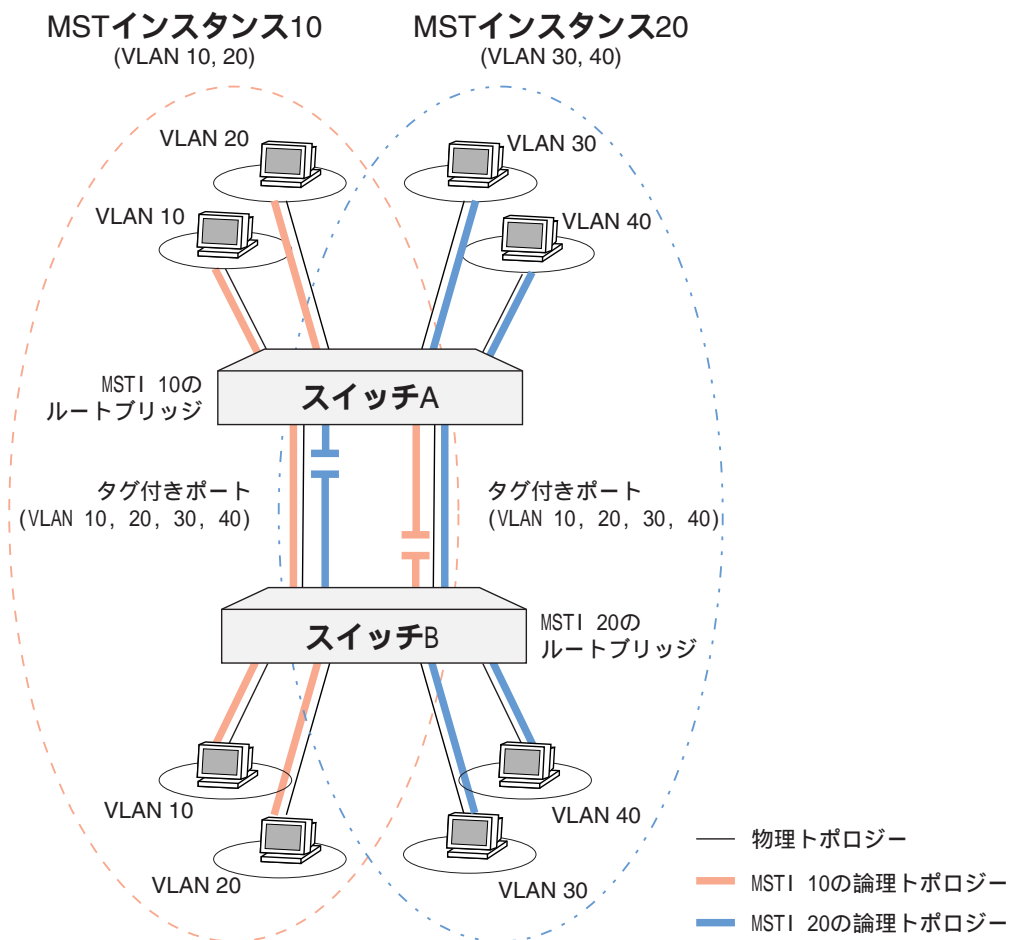 MSTインスタンス10
(VLAN 10, 20)
MSTインスタンス20
(VLAN 30, 40)
VLAN 20
VLAN 30
VLAN 10
VLAN 40
MSTI 10の
ルートブリッジ
スイッチA
タグ付きポート
(VLAN 10, 20, 30, 40)
タグ付きポート
(VLAN 10, 20, 30, 40)
スイッチB
MSTI 20の
ルートブリッジ
VLAN 10
VLAN 40
VLAN 20
VLAN 30
物理トポロジー
MSTI 10の論理トポロジー
MSTI 20の論理トポロジー